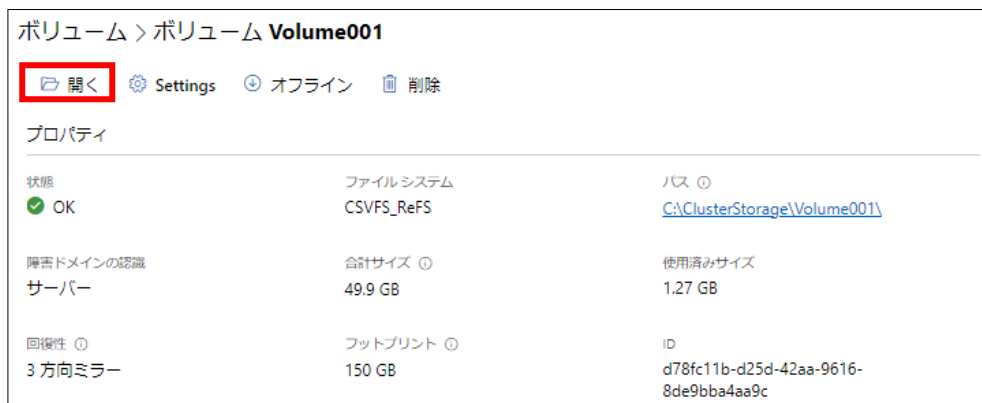 ボリューム > ボリューム Volume001
開く Settings オフライン 削除
プロパティ
状態 ファイル システム パス
OK CSVFS_ReFS C:\ClusterStorage\Volume001\
障害ドメインの認識 合計サイズ 使用済みサイズ
サーバー 49.9 GB 1.27 GB
回復性 フットプリント ID
3 方向ミラー 150 GB d78fc11b-d25d-42aa-9616-
8de9bba4aa9c